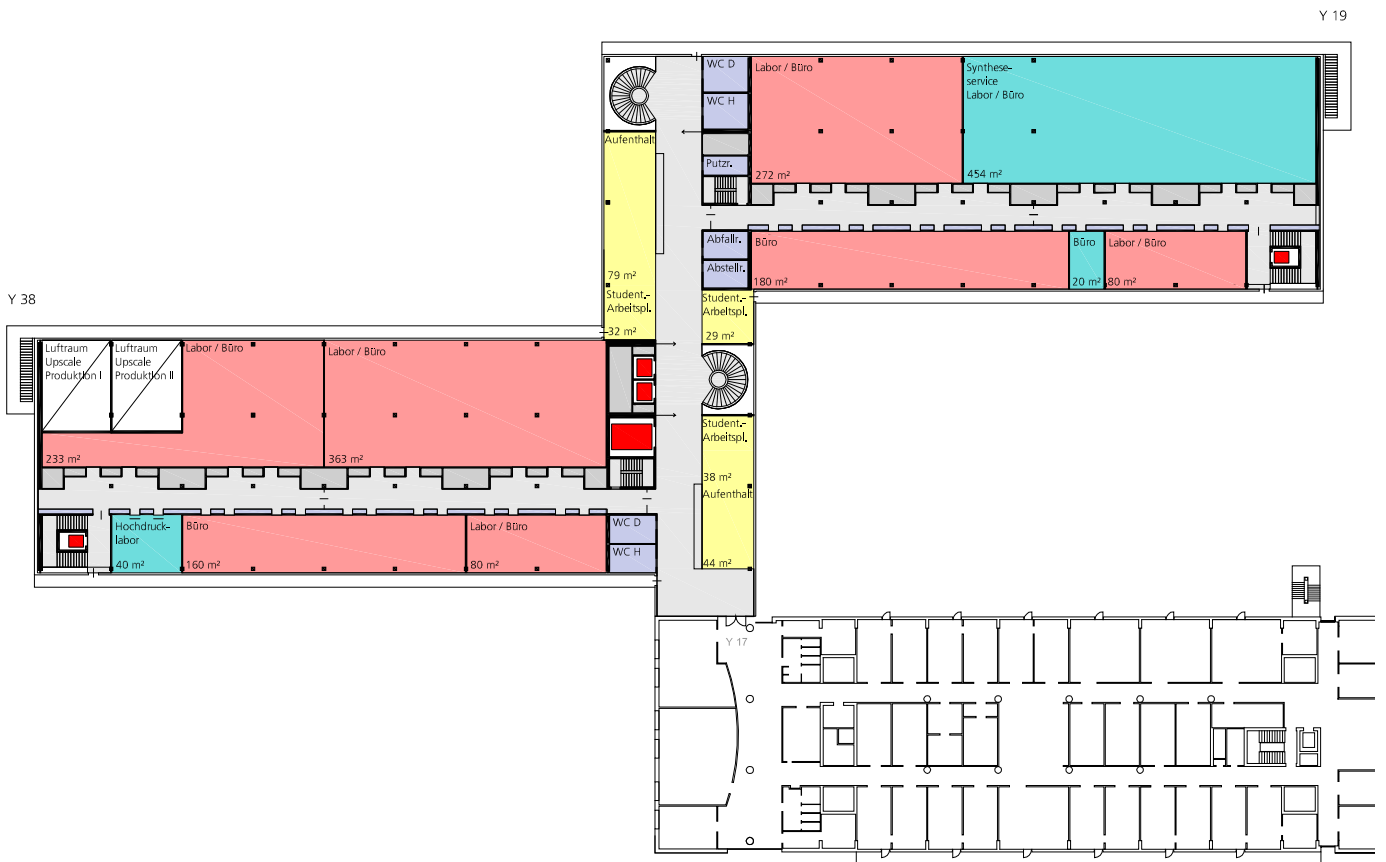 Y 19
WC D
Labor / Büro
Synthese-
service
Labor / Büro
WC H
Aufenthalt
Putzr.
272 m²
454 m²
Abfallr.
Büro
Büro
Labor / Büro
Abstellr.
79 m²
180 m²
20 m²
80 m²
Student.-
Arbeitspl.
32 m²
Student.-
Arbeitspl.
29 m²
Y 38
Luftraum
Upscale
Produktion I
Luftraum
Upscale
Produktion II
Labor / Büro
Labor / Büro
233 m²
363 m²
Student.-
Arbeitspl.
38 m²
Aufenthalt
44 m²
Hochdruck-
labor
40 m²
Büro
160 m²
Labor / Büro
80 m²
WC D
WC H
Y 17